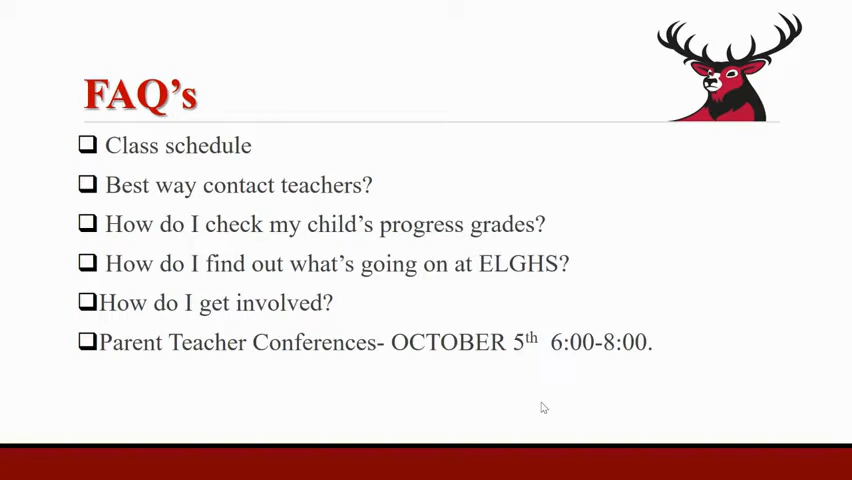 FAQ’s
Class schedule
Best way contact teachers?
How do I check my child’s progress grades?
How do I find out what’s going on at ELGHS?
How do I get involved?
Parent Teacher Conferences- OCTOBER 5th 6:00-8:00.